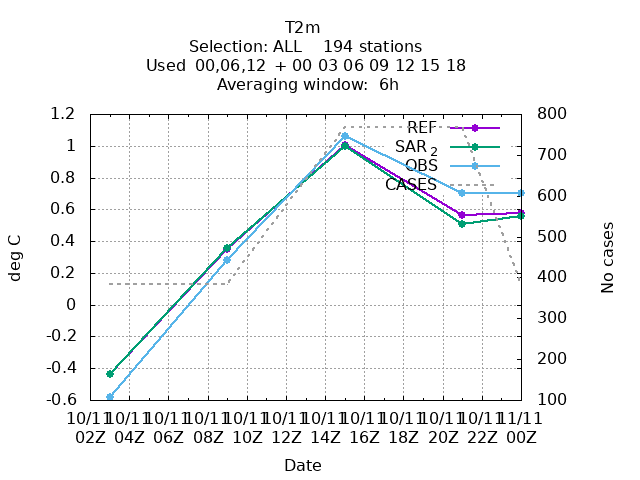 T2m
Selection: ALL    194 stations
Used  00,06,12  + 00 03 06 09 12 15 18
Averaging window:  6h
1.2
1
0.8
0.6
0.4
0.2
0
-0.2
-0.4
-0.6
deg C
REF
SAR 2
OBS
CASES
800
700
600
500
400
300
200
100
No cases
10/11 10/11 10/11 10/11 10/11 10/11 10/11 10/11 10/11 10/11 10/11 11/11
02Z 04Z 06Z 08Z 10Z 12Z 14Z 16Z 18Z 20Z 22Z 00Z
Date